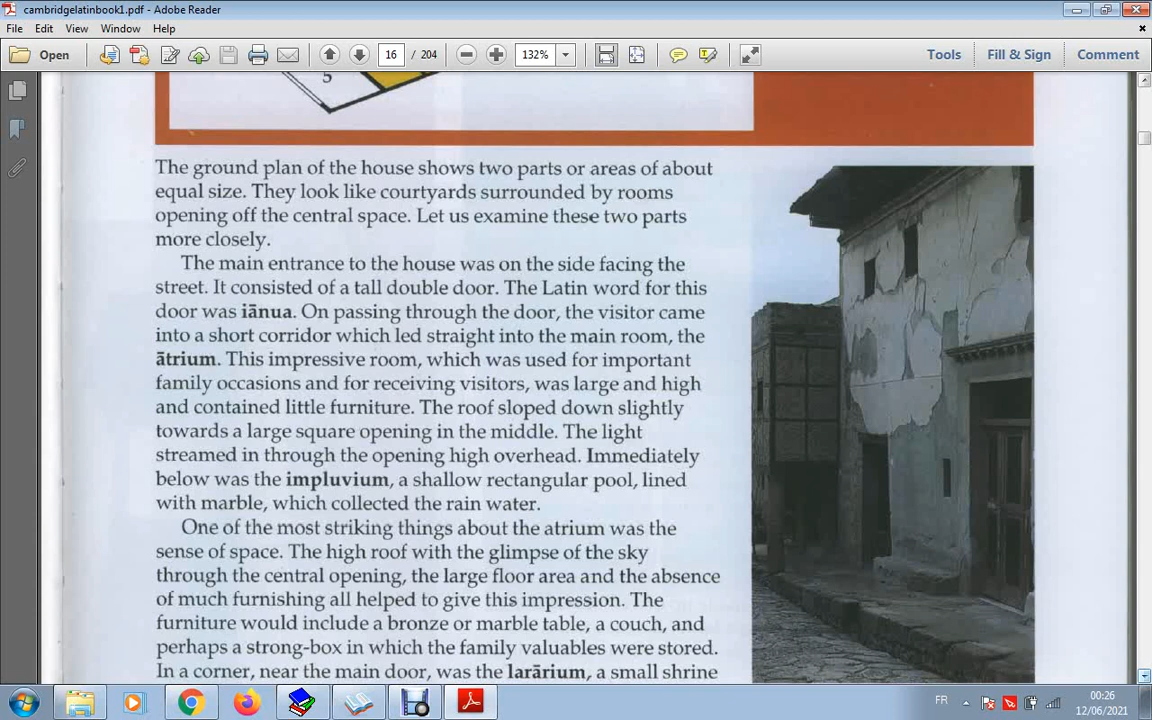 cambridgelatinbook1.pdf - Adobe Reader
File Edit View Window Help
Open 16 / 204 132% Tools Fill & Sign Comment
5
The ground plan of the house shows two parts or areas of about
equal size. They look like courtyards surrounded by rooms
opening off the central space. Let us examine these two parts
more closely.
The main entrance to the house was on the side facing the
street. It consisted of a tall double door. The Latin word for this
door was iānua. On passing through the door, the visitor came
into a short corridor which led straight into the main room, the
ātrium. This impressive room, which was used for important
family occasions and for receiving visitors, was large and high
and contained little furniture. The roof sloped down slightly
towards a large square opening in the middle. The light
streamed in through the opening high overhead. Immediately
below was the impluvium, a shallow rectangular pool, lined
with marble, which collected the rain water.
One of the most striking things about the atrium was the
sense of space. The high roof with the glimpse of the sky
through the central opening, the large floor area and the absence
of much furnishing all helped to give this impression. The
furniture would include a bronze or marble table, a couch, and
perhaps a strong-box in which the family valuables were stored.
In a corner, near the main door, was the larārium, a small shrine
FR 00:26
12/06/2021